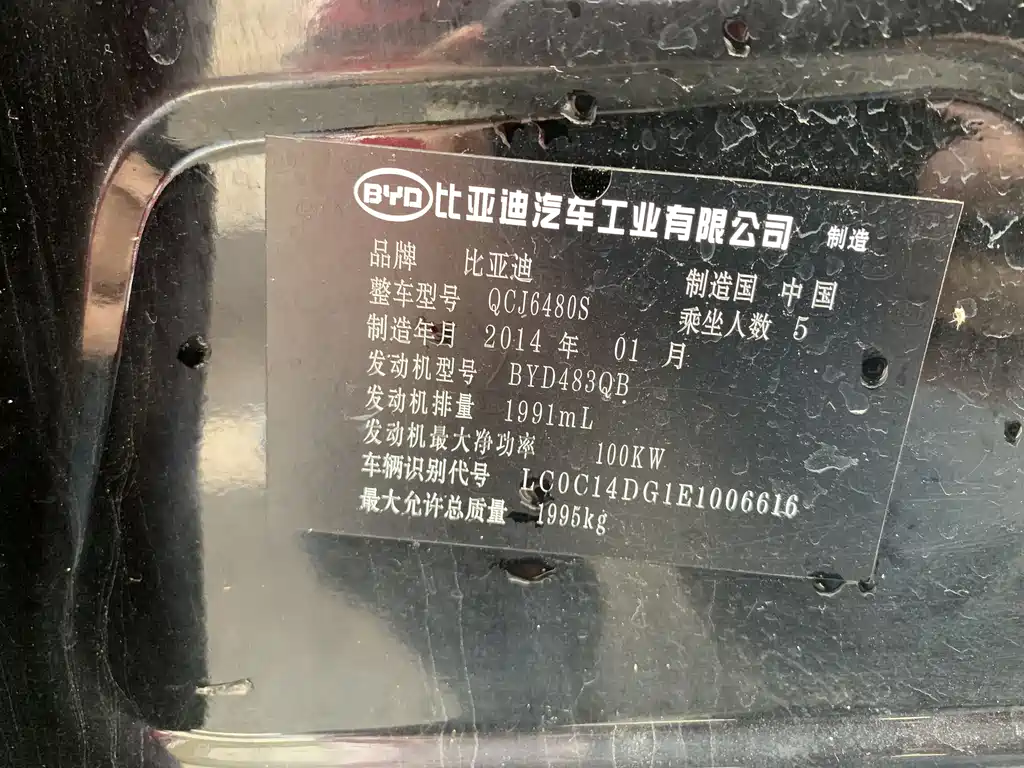 BYD 比亚迪汽车工业有限公司 制造
品牌 比亚迪 制造国 中国
整车型号 QCJ6480S 乘坐人数 5
制造年月 2014 年 01 月
发动机型号 BYD483QB
发动机排量 1991mL
发动机最大净功率 100KW
车辆识别代号 LC0C14DG1E1006616
最大允许总质量 1995kg